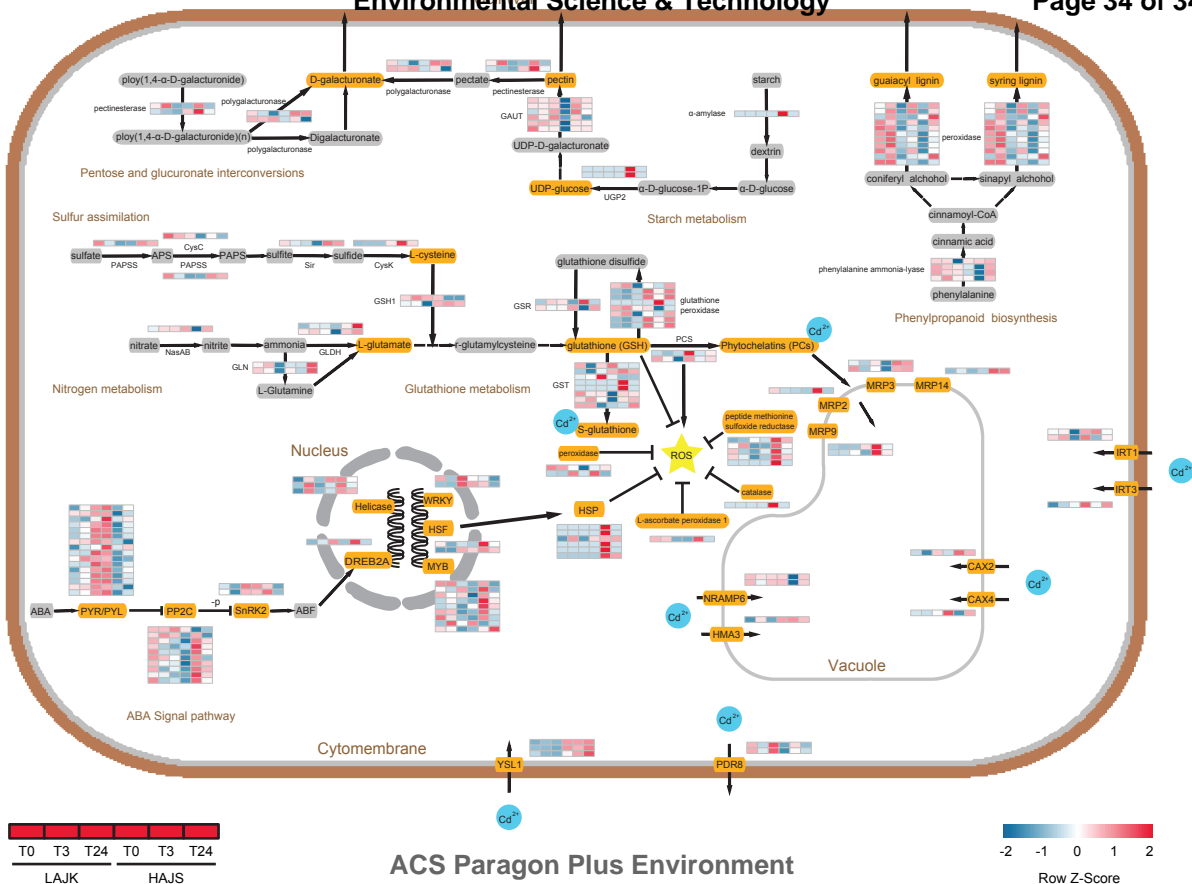 Environmental Science & Technology
Page 34 of 34
ploy(1,4-α-D-galacturonide)
D-galacturonate
pectate
pectin
starch
guaiacyl lignin
syring lignin
pectinesterase
polygalacturonase
polygalacturonase
pectinesterase
GAUT
α-amylase
peroxidase
ploy(1,4-α-D-galacturonide)(n)
polygalacturonase
Digalacturonate
UDP-D-galacturonate
dextrin
Pentose and glucuronate interconversions
UDP-glucose
UGP2
α-D-glucose-1P
α-D-glucose
coniferyl alchohol
sinapyl alchohol
Sulfur assimilation
Starch metabolism
cinnamoyl-CoA
cinnamic acid
phenylalanine ammonia-lyase
phenylalanine
Phenylpropanoid biosynthesis
sulfate
PAPSS
APS
CysC
PAPSS
PAPS
sulfite
Sir
sulfide
CysK
L-cysteine
glutathione disulfide
GSH1
GSR
glutathione
peroxidase
nitrate
NasAB
nitrite
ammonia
GLDH
L-glutamate
r-glutamylcysteine
glutathione (GSH)
PCS
Phytochelatins (PCs)
Cd2+
GLN
L-Glutamine
GST
Nitrogen metabolism
Glutathione metabolism
MRP3
MRP14
MRP2
MRP9
Cd2+
S-glutathione
peptide methionine
sulfoxide reductase
peroxidase
ROS
catalase
L-ascorbate peroxidase 1
HSP
IRT1
Cd2+
IRT3
Nucleus
Helicase
WRKY
HSF
DREB2A
MYB
ABA
PYR/PYL
PP2C
-p
SnRK2
ABF
ABA Signal pathway
CAX2
Cd2+
CAX4
NRAMP6
Cd2+
HMA3
Vacuole
Cytomembrane
YSL1
Cd2+
Cd2+
PDR8
T0 T3 T24 T0 T3 T24
LAJK HAJS
ACS Paragon Plus Environment
-2 -1 0 1 2
Row Z-Score